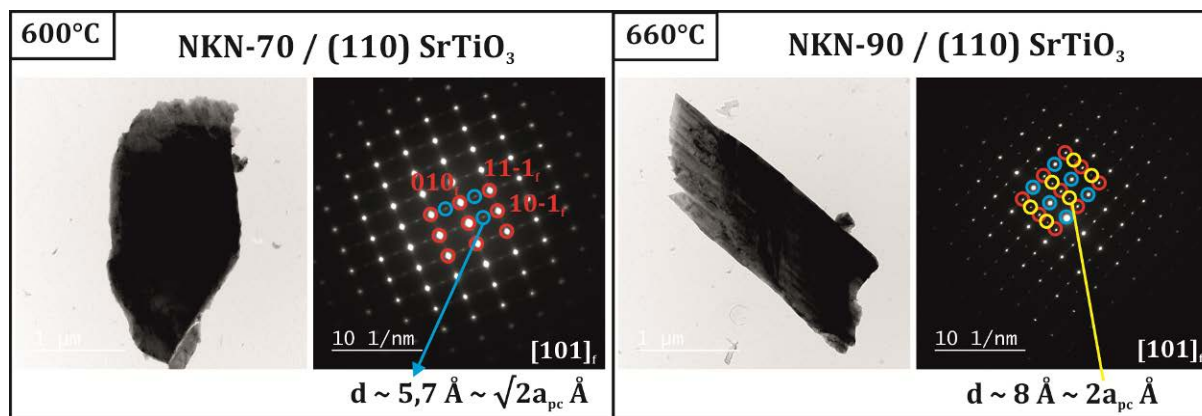 600°C
NKN-70 / (110) SrTiO₃
010f
11-1f
10-1f
1 µm
10 1/nm
[101]f
d ~ 5,7 Å ~ √2apc Å
660°C
NKN-90 / (110) SrTiO₃
1 µm
10 1/nm
[101]f
d ~ 8 Å ~ 2apc Å